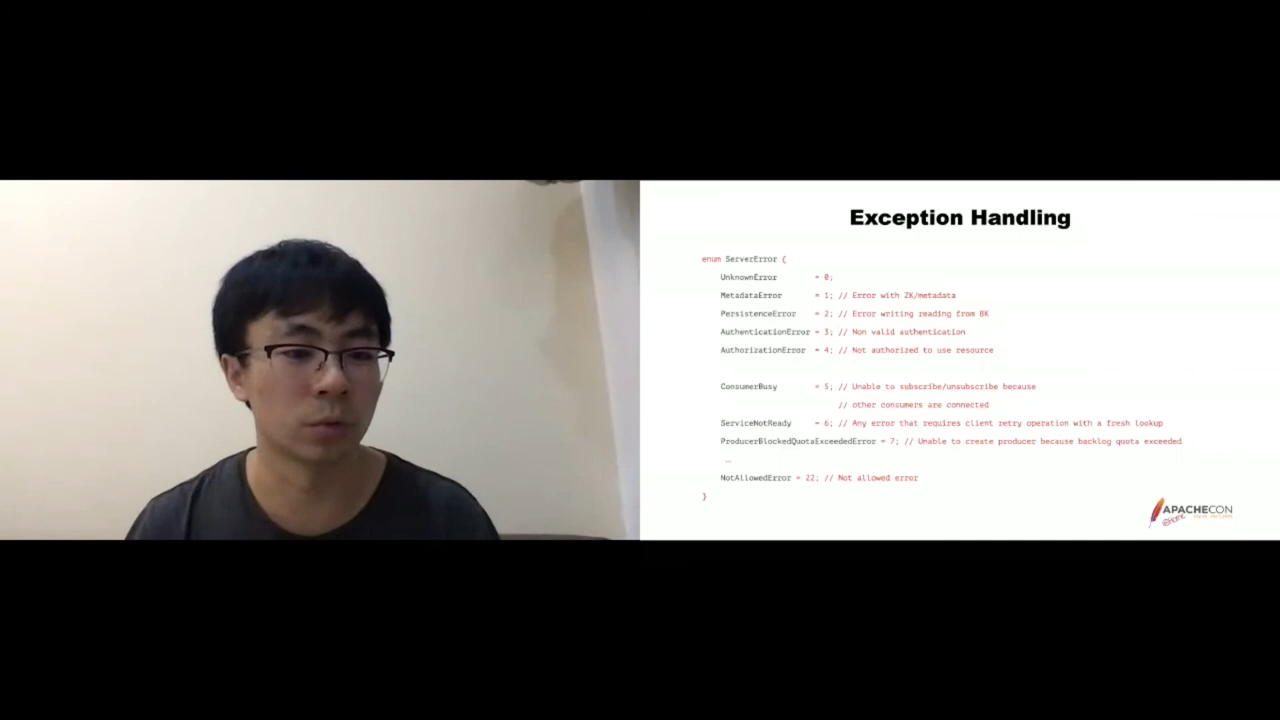 Exception Handling
enum ServerError {
UnknownError = 0;
MetadataError = 1; // Error with ZK/metadata
PersistenceError = 2; // Error writing reading from BK
AuthenticationError = 3; // Non valid authentication
AuthorizationError = 4; // Not authorized to use resource
ConsumerBusy = 5; // Unable to subscribe/unsubscribe because
// other consumers are connected
ServiceNotReady = 6; // Any error that requires client retry operation with a fresh lookup
ProducerBlockedQuotaExceededError = 7; // Unable to create producer because backlog quota exceeded
…
NotAllowedError = 22; // Not allowed error
}
APACHECON
@Home